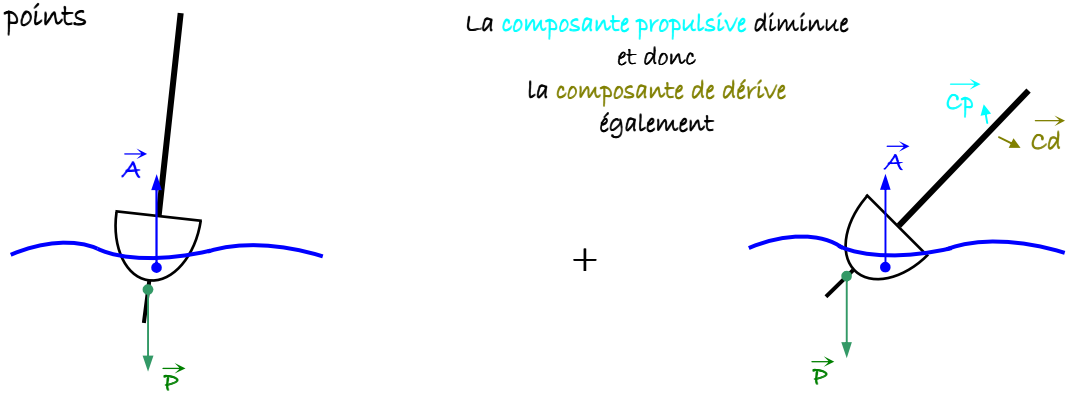 points
La composante propulsive diminue
et donc
la composante de dérive
également
Cp
Cd
A
A
+
P
P